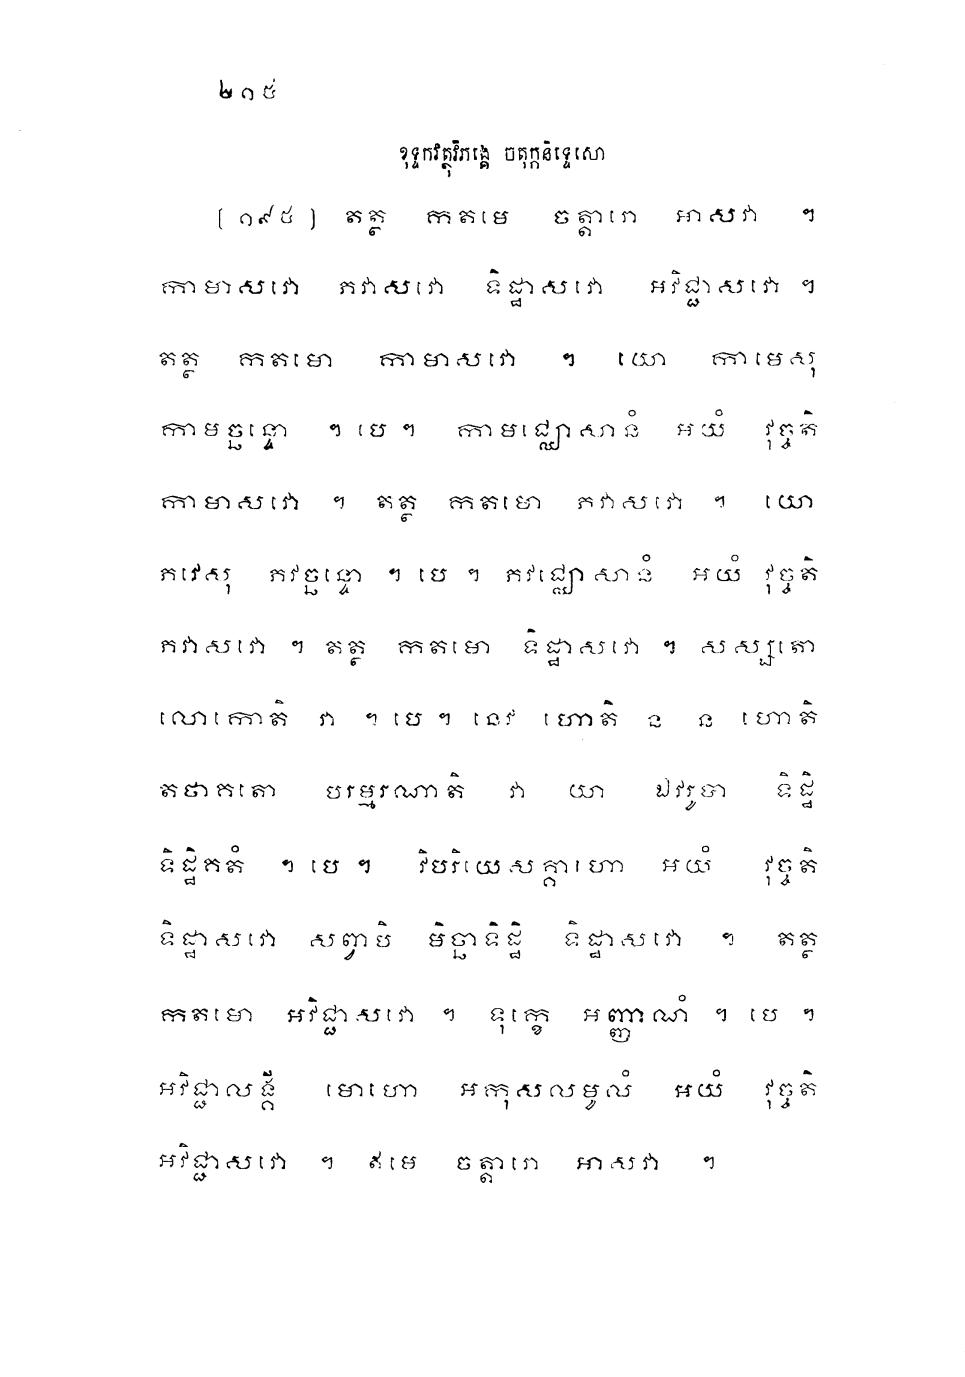 ២១៥
ខុទ្ទកវត្ថុវិភង្គេ ចតុក្កនិទ្ទេសោ
[ ១៩៥ ] តត្ថ កតមេ ចត្តារោ អាសវា ។
កាមាសវោ ភវាសវោ ទិដ្ឋាសវោ អវិជ្ជាសវោ ។
តត្ថ កតមោ កាមាសវោ ។ យោ កាមេសុ
កាមច្ឆន្ទោ ។ បេ ។ កាមជ្ឈោសានំ អយំ វុច្ចតិ
កាមាសវោ ។ តត្ថ កតមោ ភវាសវោ ។ យោ
ភវេសុ ភវច្ឆន្ទោ ។ បេ ។ ភវជ្ឈោសានំ អយំ វុច្ចតិ
ភវាសវោ ។ តត្ថ កតមោ ទិដ្ឋាសវោ ។ សស្សតោ
លោកោតិ វា ។ បេ ។ នេវ ហោតិ ន ន ហោតិ
តថាគតោ បរម្មរណាតិ វា យា ឯវរូបា ទិដ្ឋិ
ទិដ្ឋិគតំ ។ បេ ។ វិបរិយេសគ្គាហោ អយំ វុច្ចតិ
ទិដ្ឋាសវោ សព្វាបិ មិច្ឆាទិដ្ឋិ ទិដ្ឋាសវោ ។ តត្ថ
កតមោ អវិជ្ជាសវោ ។ ទុក្ខេ អញ្ញាណំ ។ បេ ។
អវិជ្ជាលង្គី មោហោ អកុសលមូលំ អយំ វុច្ចតិ
អវិជ្ជាសវោ ។ ឥមេ ចត្តារោ អាសវា ។